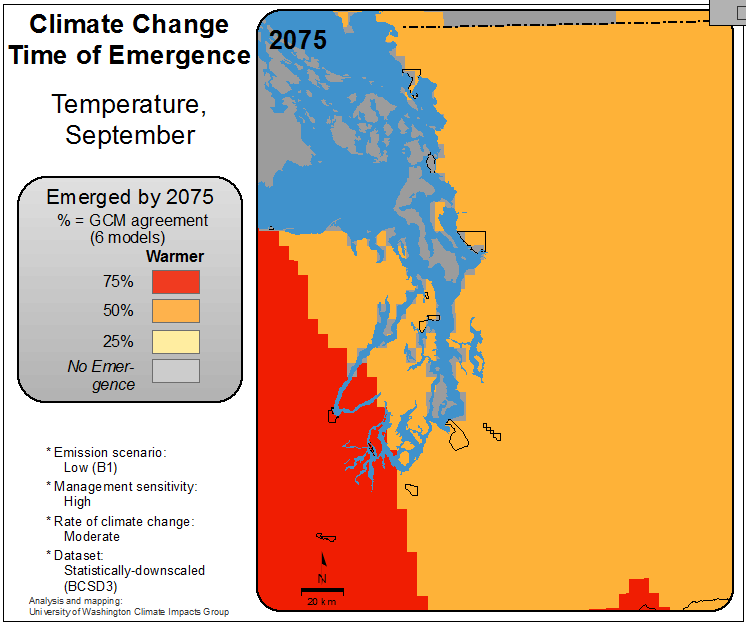 Climate Change
Time of Emergence
Temperature,
September
Emerged by 2075
% = GCM agreement
(6 models)
Warmer
75%
50%
25%
No Emer-
gence
* Emission scenario:
Low (B1)
* Management sensitivity:
High
* Rate of climate change:
Moderate
* Dataset:
Statistically-downscaled
(BCSD3)
Analysis and mapping:
University of Washington Climate Impacts Group
2075
N
20 km